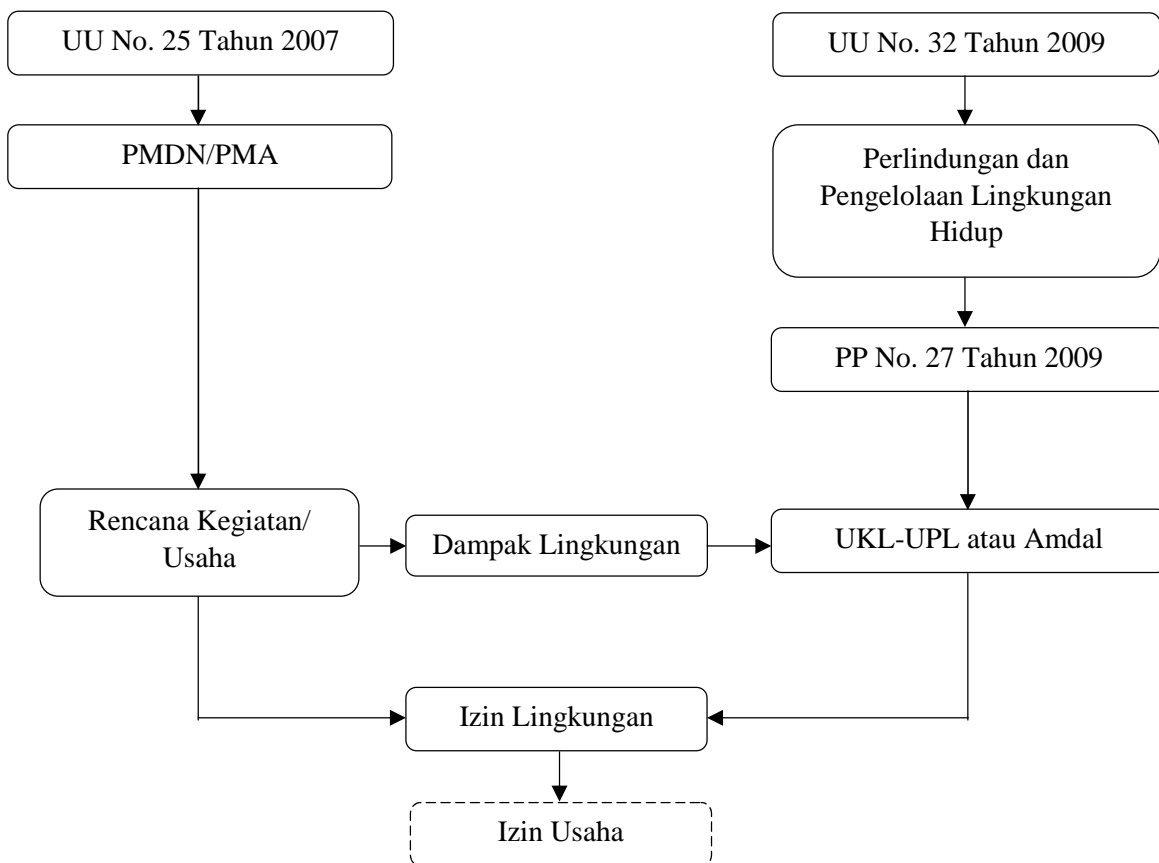 UU No. 25 Tahun 2007
UU No. 32 Tahun 2009
PMDN/PMA
Perlindungan dan
Pengelolaan Lingkungan
Hidup
PP No. 27 Tahun 2009
Rencana Kegiatan/
Usaha
Dampak Lingkungan
UKL-UPL atau Amdal
Izin Lingkungan
Izin Usaha